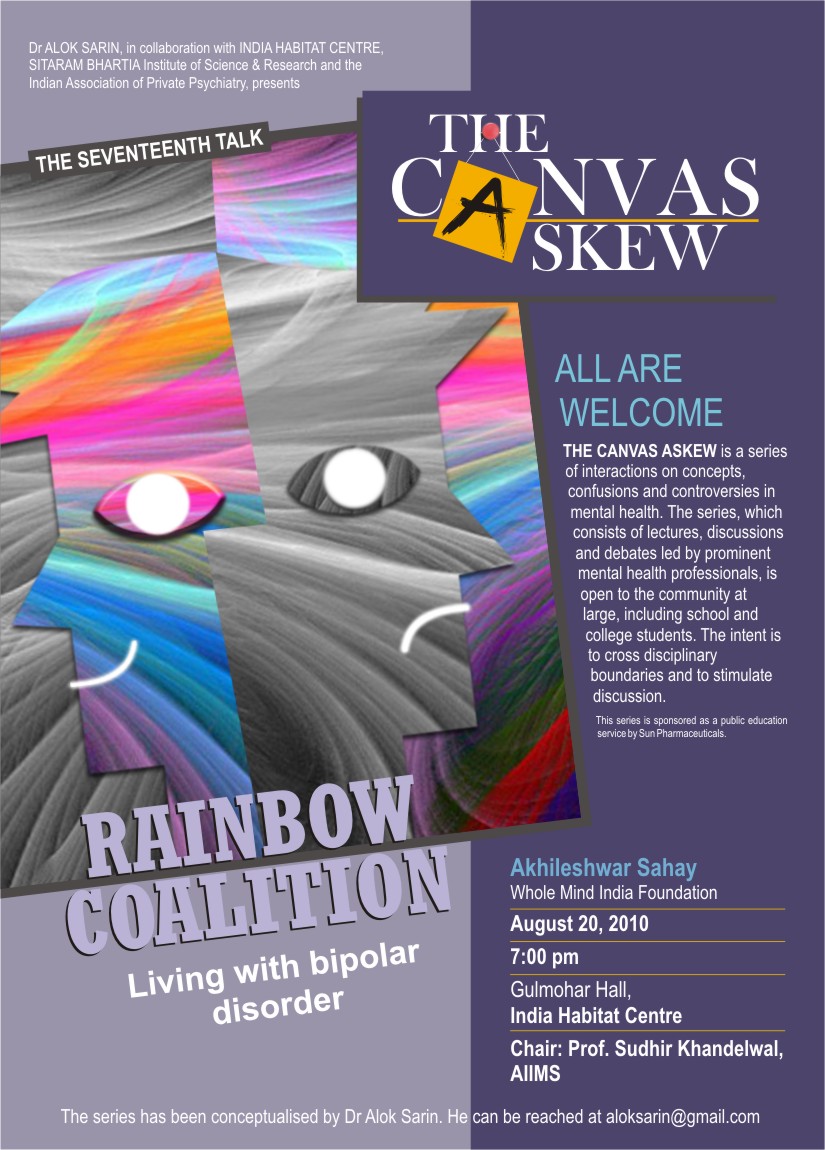 Dr ALOK SARIN, in collaboration with INDIA HABITAT CENTRE,
SITARAM BHARTIA Institute of Science & Research and the
Indian Association of Private Psychiatry, presents
THE SEVENTEENTH TALK
THE
CANVAS
ASKEW
ALL ARE
WELCOME
THE CANVAS ASKEW is a series
of interactions on concepts,
confusions and controversies in
mental health. The series, which
consists of lectures, discussions
and debates led by prominent
mental health professionals, is
open to the community at
large, including school and
college students. The intent is
to cross disciplinary
boundaries and to stimulate
discussion.
This series is sponsored as a public education
service by Sun Pharmaceuticals.
RAINBOW
COALITION
Living with bipolar
disorder
Akhileshwar Sahay
Whole Mind India Foundation
August 20, 2010
7:00 pm
Gulmohar Hall,
India Habitat Centre
Chair: Prof. Sudhir Khandelwal,
AIIMS
The series has been conceptualised by Dr Alok Sarin. He can be reached at aloksarin@gmail.com